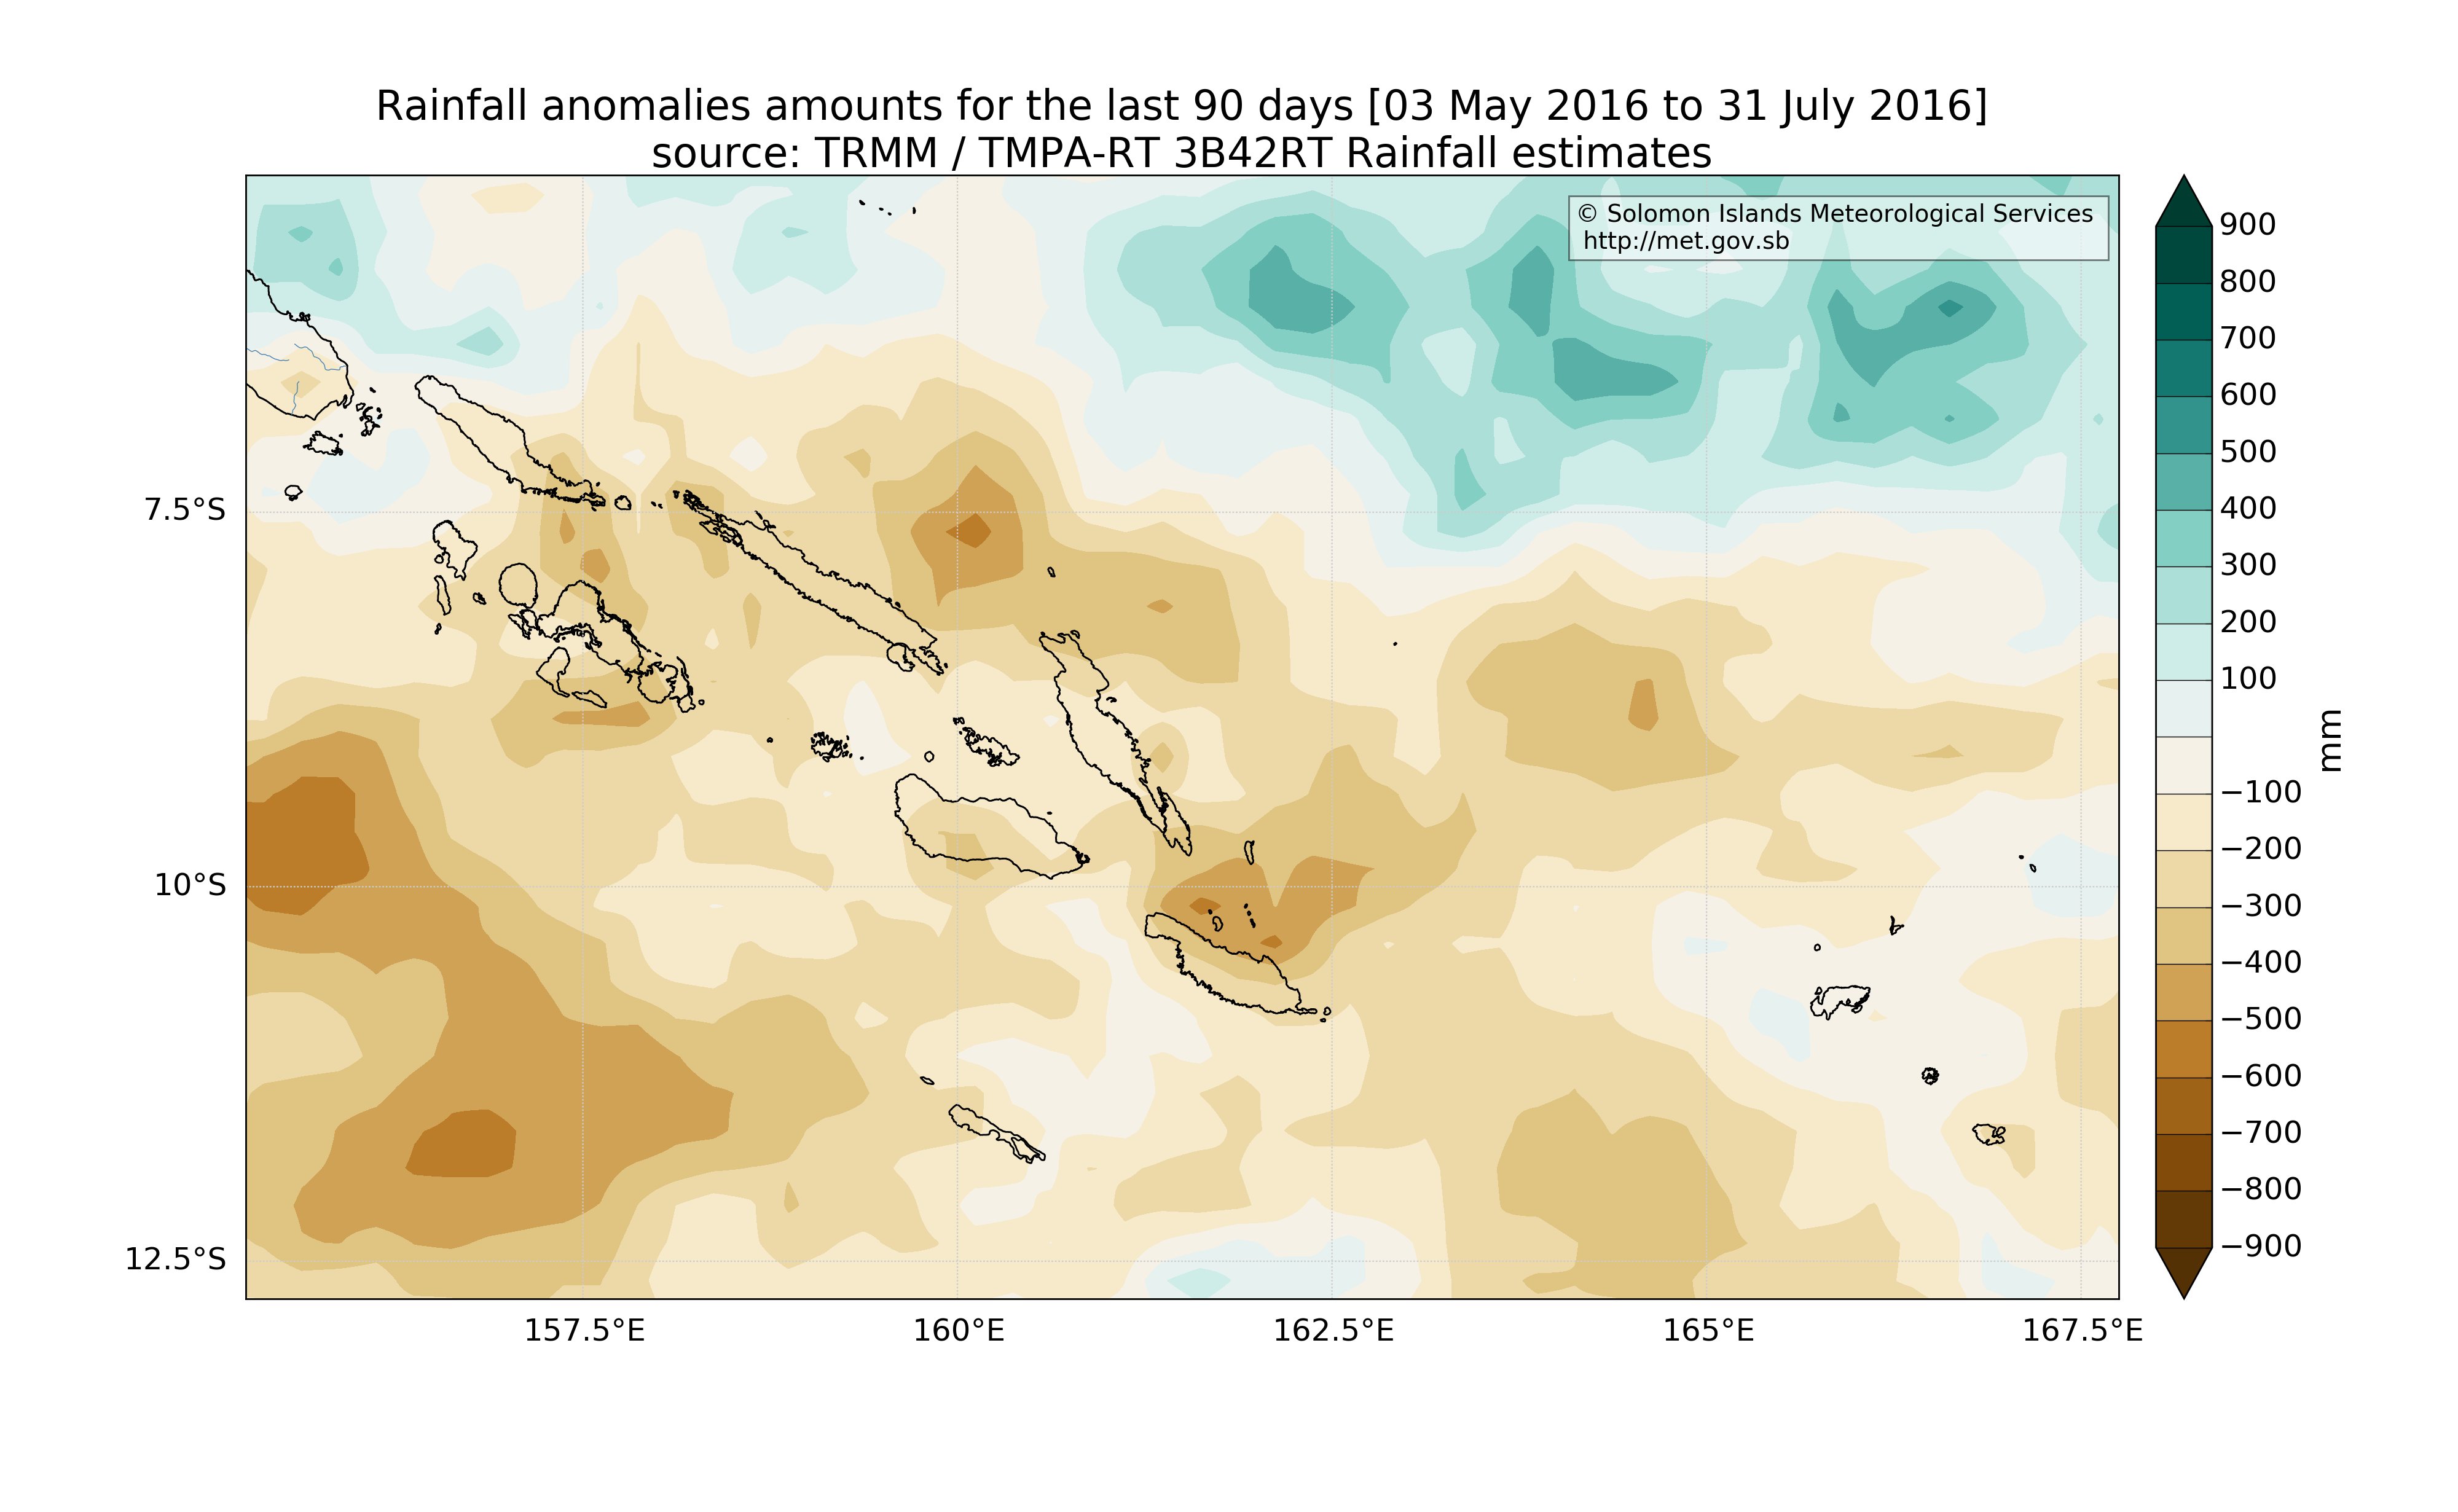 Rainfall anomalies amounts for the last 90 days [03 May 2016 to 31 July 2016]
source: TRMM / TMPA-RT 3B42RT Rainfall estimates
© Solomon Islands Meteorological Services
http://met.gov.sb
7.5°S
10°S
12.5°S
157.5°E
160°E
162.5°E
165°E
167.5°E
900
800
700
600
500
400
300
200
100
−100
−200
−300
−400
−500
−600
−700
−800
−900
mm